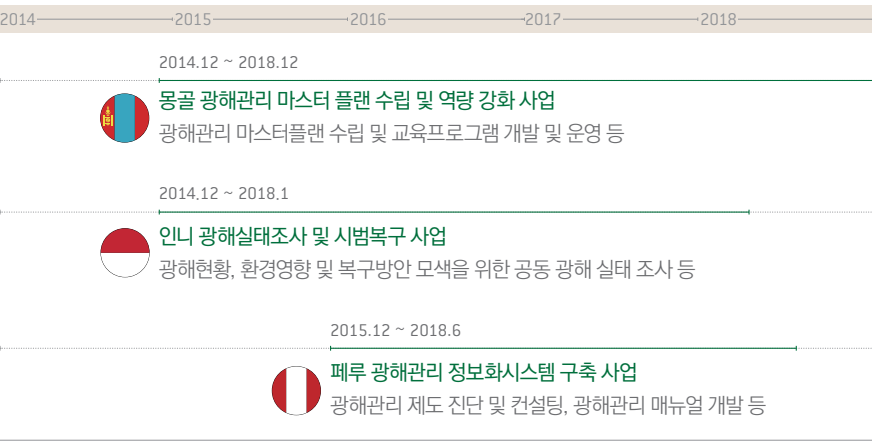 2014 2015 2016 2017 2018
2014.12 ~ 2018.12
몽골 광해관리 마스터 플랜 수립 및 역량 강화 사업
광해관리 마스터플랜 수립 및 교육프로그램 개발 및 운영 등
2014.12 ~ 2018.1
인니 광해실태조사 및 시범복구 사업
광해현황, 환경영향 및 복구방안 모색을 위한 공동 광해 실태 조사 등
2015.12 ~ 2018.6
페루 광해관리 정보화시스템 구축 사업
광해관리 제도 진단 및 컨설팅, 광해관리 매뉴얼 개발 등